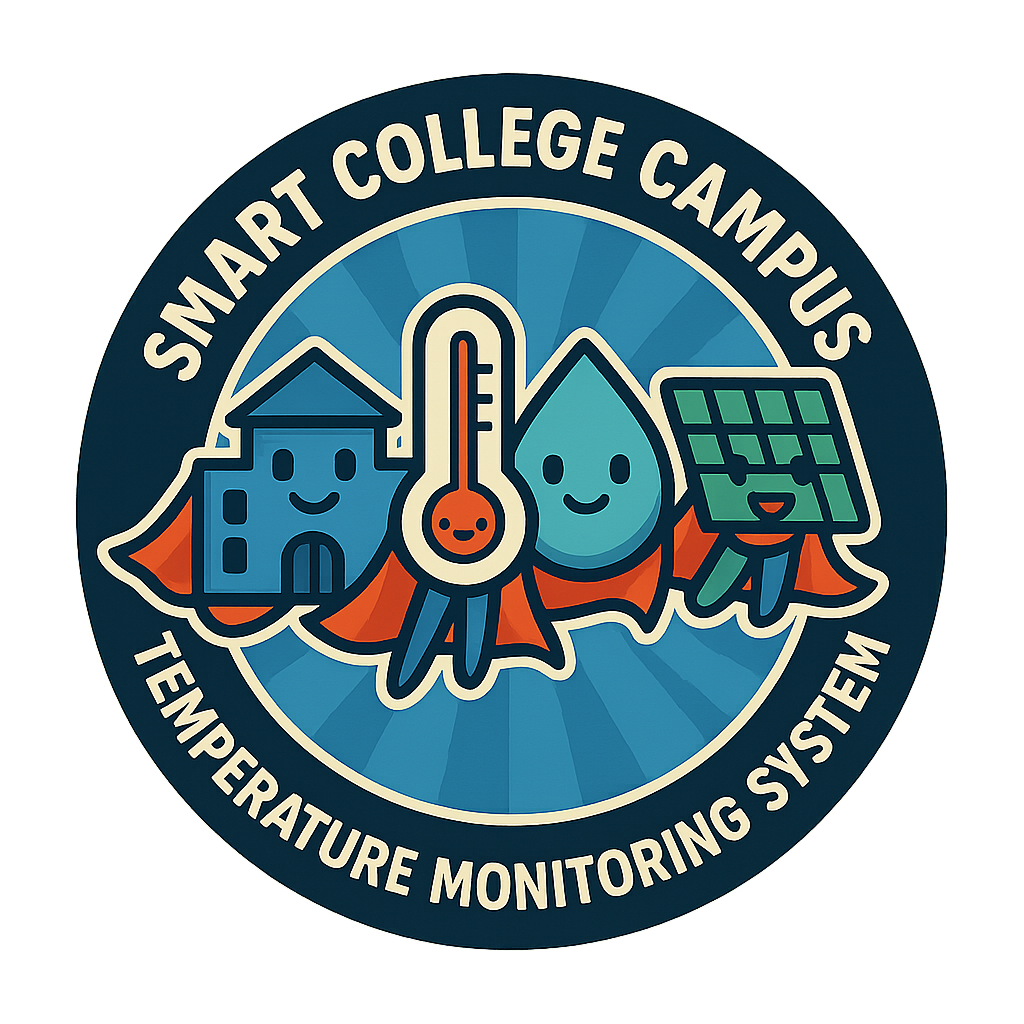 SMART COLLEGE CAMPUS
TEMPERATURE MONITORING SYSTEM